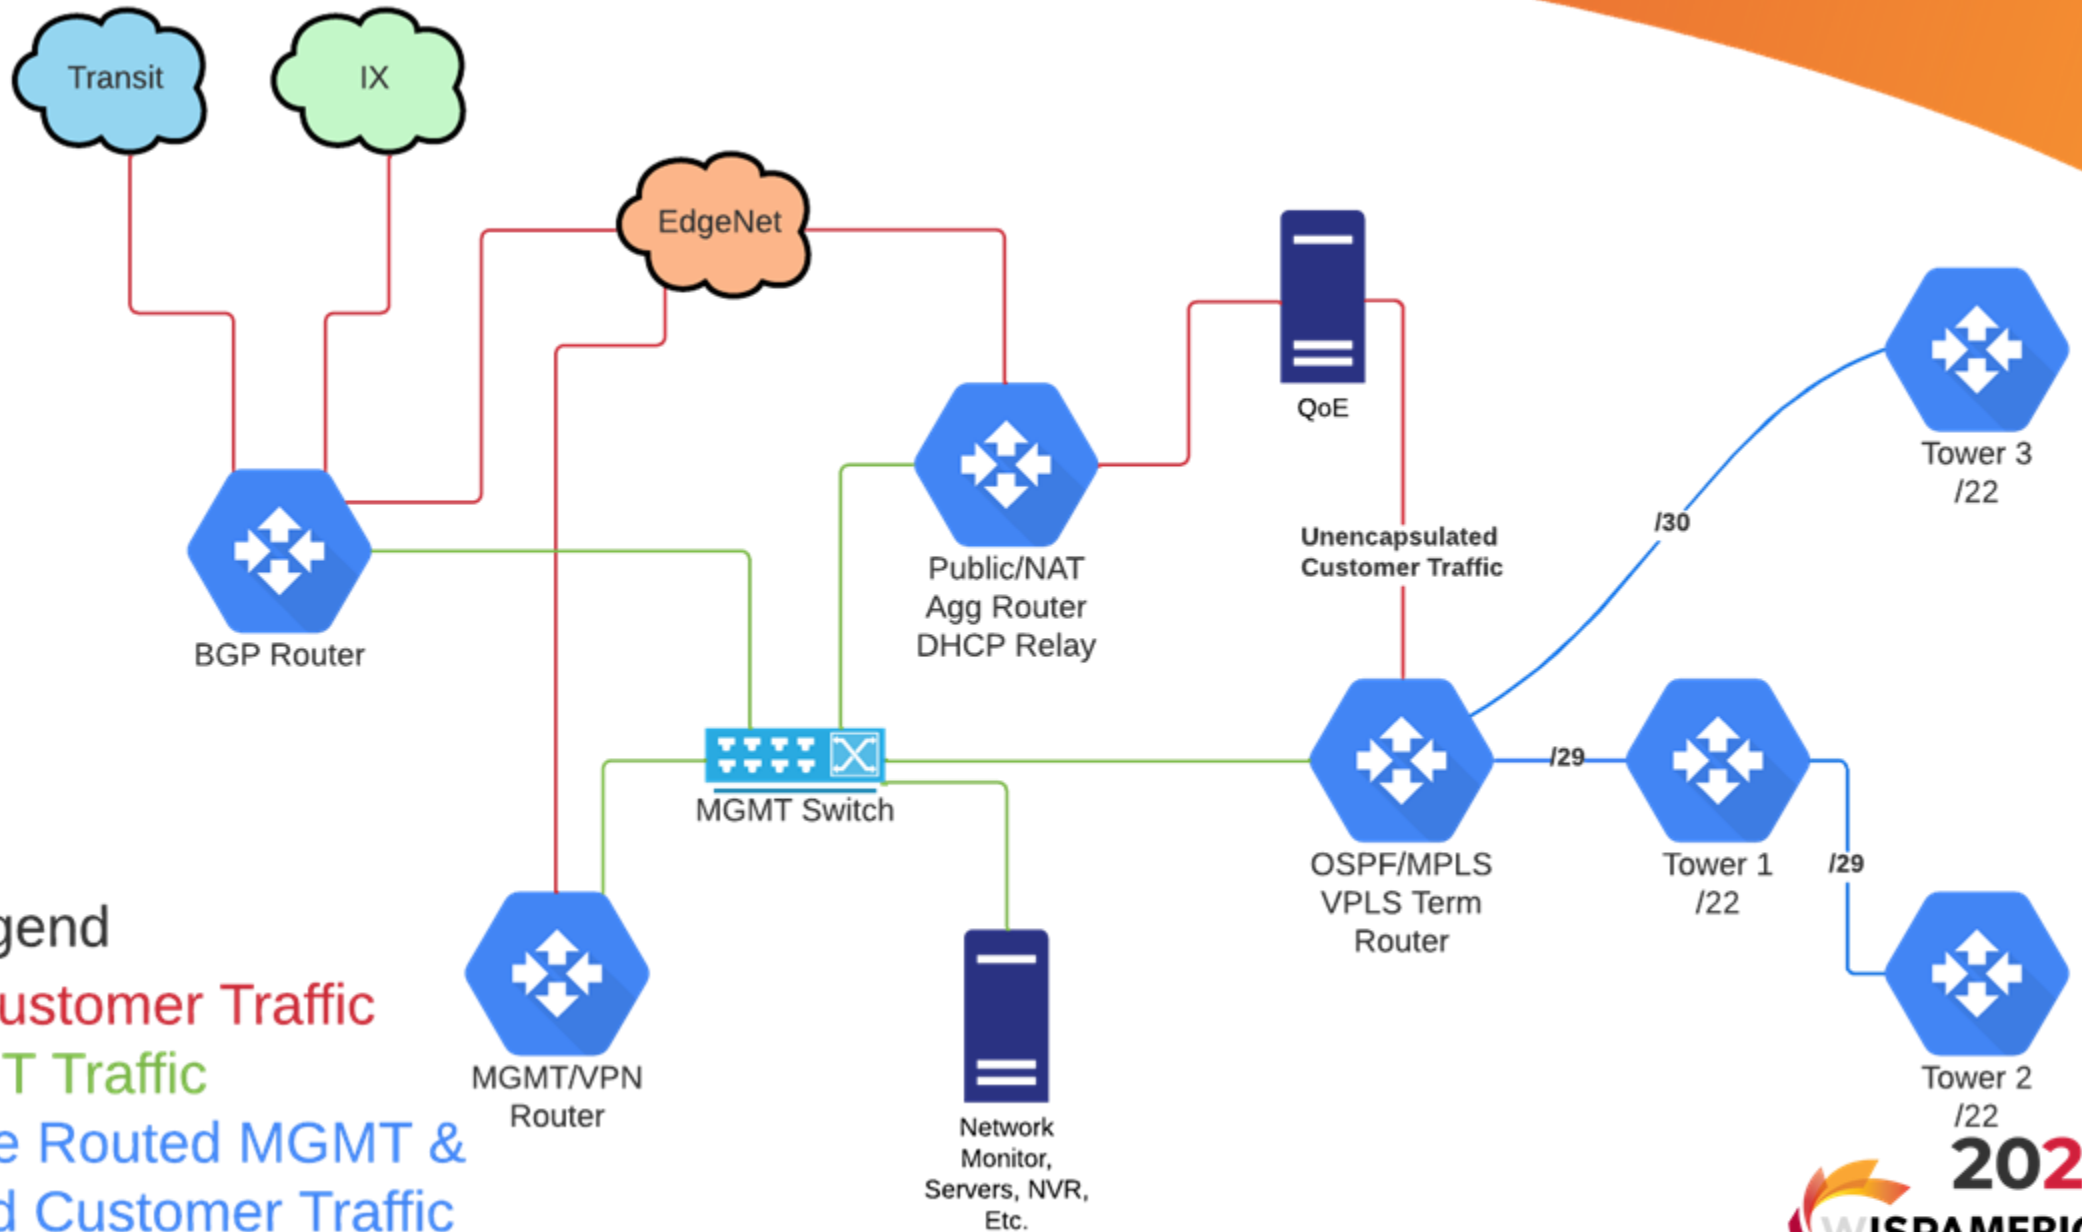 Transit
IX
EdgeNet
QoE
Tower 3
/22
/30
Unencapsulated
Customer Traffic
Public/NAT
Agg Router
DHCP Relay
BGP Router
MGMT Switch
/29
OSPF/MPLS
VPLS Term
Router
Tower 1
/22
/29
Tower 2
/22
MGMT/VPN
Router
Network
Monitor,
Servers, NVR,
Etc.
gend
ustomer Traffic
T Traffic
e Routed MGMT &
d Customer Traffic
202
WISPAMERIC